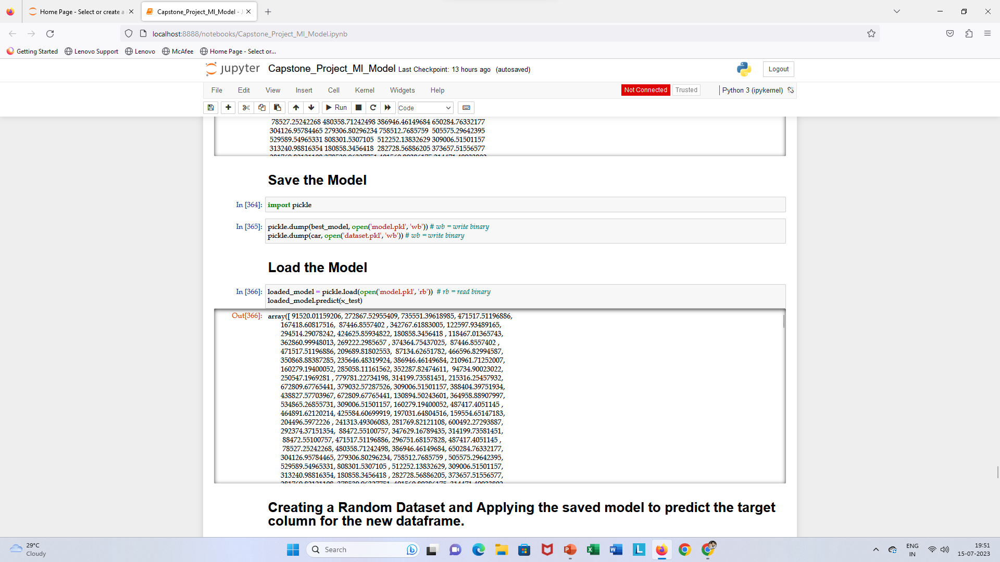 Home Page - Select or create a
Capstone_Project_Ml_Model - J
localhost:8888/notebooks/Capstone_Project_Ml_Model.ipynb
Getting Started
Lenovo Support
Lenovo
McAfee
Home Page - Select or...
jupyter
Capstone_Project_Ml_Model Last Checkpoint: 13 hours ago (autosaved)
Logout
File Edit View Insert Cell Kernel Widgets Help
Not Connected
Trusted
Python 3 (ipykernel)
Run
Code
78527.25242268 480358.71242498 386946.46149684 650284.76332177
304126.95784465 279306.80296234 758512.7685759 505575.29642395
529589.54965331 808301.5307105 512252.13832629 309006.51501157
313240.98816354 180858.3456418 282728.56886205 373657.51556577
281769.82121108 378539.96327751 401560.89386175 314471.49933802
Save the Model
In [364]: import pickle
In [365]: pickle.dump(best_model, open('model.pkl', 'wb')) # wb = write binary
pickle.dump(car, open('dataset.pkl', 'wb')) # wb = write binary
Load the Model
In [366]: loaded_model = pickle.load(open('model.pkl', 'rb')) # rb = read binary
loaded_model.predict(x_test)
Out[366]: array([ 91520.01159206, 272867.52955409, 735551.39618985, 471517.51196886,
167418.60817516, 87446.8557402 , 342767.61883005, 122597.93489165,
294514.29078242, 424625.85934822, 180858.3456418 , 118467.01365743,
362860.99948013, 269222.2985657 , 374364.75437025, 87446.8557402 ,
471517.51196886, 209689.81802553, 87134.62651782, 466596.82994587,
350868.88387285, 235646.48319924, 386946.46149684, 210961.71252007,
160279.19400052, 285058.11161562, 352287.82474611, 94734.90023022,
250547.1969281 , 779781.22734198, 314199.73581451, 215316.25457932,
672809.67765441, 379032.57287526, 309006.51501157, 388404.39751934,
438827.57703967, 672809.67765441, 130894.50243601, 364958.88907997,
534865.26855731, 309006.51501157, 160279.19400052, 487417.4051145 ,
464891.62120214, 425584.60699919, 197031.64804516, 159554.65147183,
204496.5972226 , 241313.49306083, 281769.82121108, 600492.27293887,
292374.37151354, 88472.55100757, 347629.16789435, 314199.73581451,
88472.55100757, 471517.51196886, 296751.68157828, 487417.4051145 ,
78527.25242268, 480358.71242498, 386946.46149684, 650284.76332177,
304126.95784465, 279306.80296234, 758512.7685759 , 505575.29642395,
529589.54965331, 808301.5307105 , 512252.13832629, 309006.51501157,
313240.98816354, 180858.3456418 , 282728.56886205, 373657.51556577,
281769.82121108, 378539.96327751, 401560.89386175, 314471.49933802
Creating a Random Dataset and Applying the saved model to predict the target
column for the new dataframe.
29°C
Cloudy
Search
ENG
IN
19:51
15-07-2023